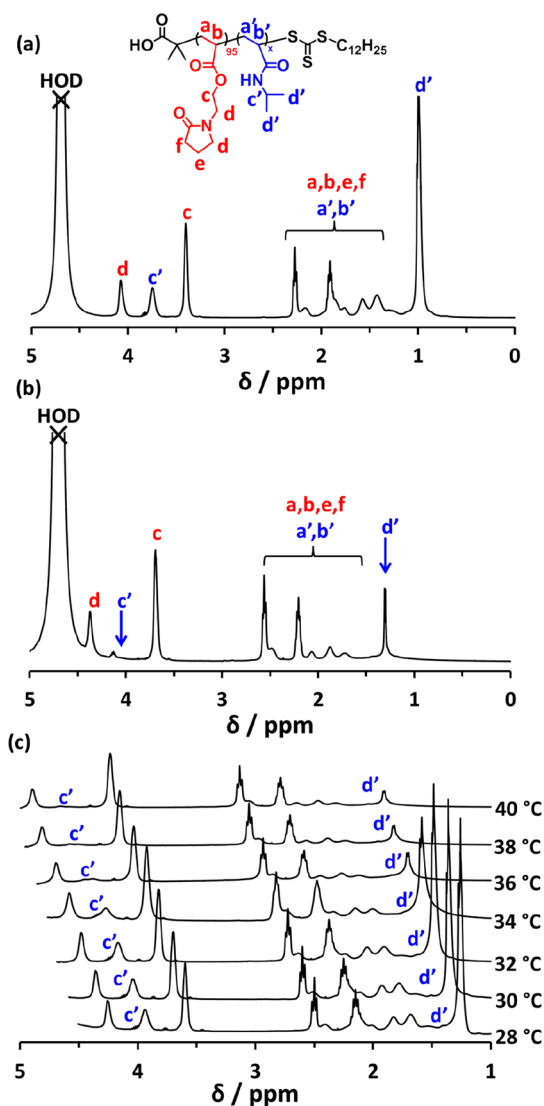 (a)
a b a' b'
HO O 95 x S S C12H25
O O O S
O HN
c c' d'
d d'
O N
f d
e
HOD
d'
a,b,e,f
a',b'
c
d
c'
5 4 3 2 1 0
δ / ppm
(b)
HOD
a,b,e,f
a',b'
d'
c
d
c'
5 4 3 2 1 0
δ / ppm
(c)
c' d' 40 °C
c' d' 38 °C
c' d' 36 °C
c' d' 34 °C
c' d' 32 °C
c' d' 30 °C
c' d' 28 °C
5 4 3 2 1
δ / ppm